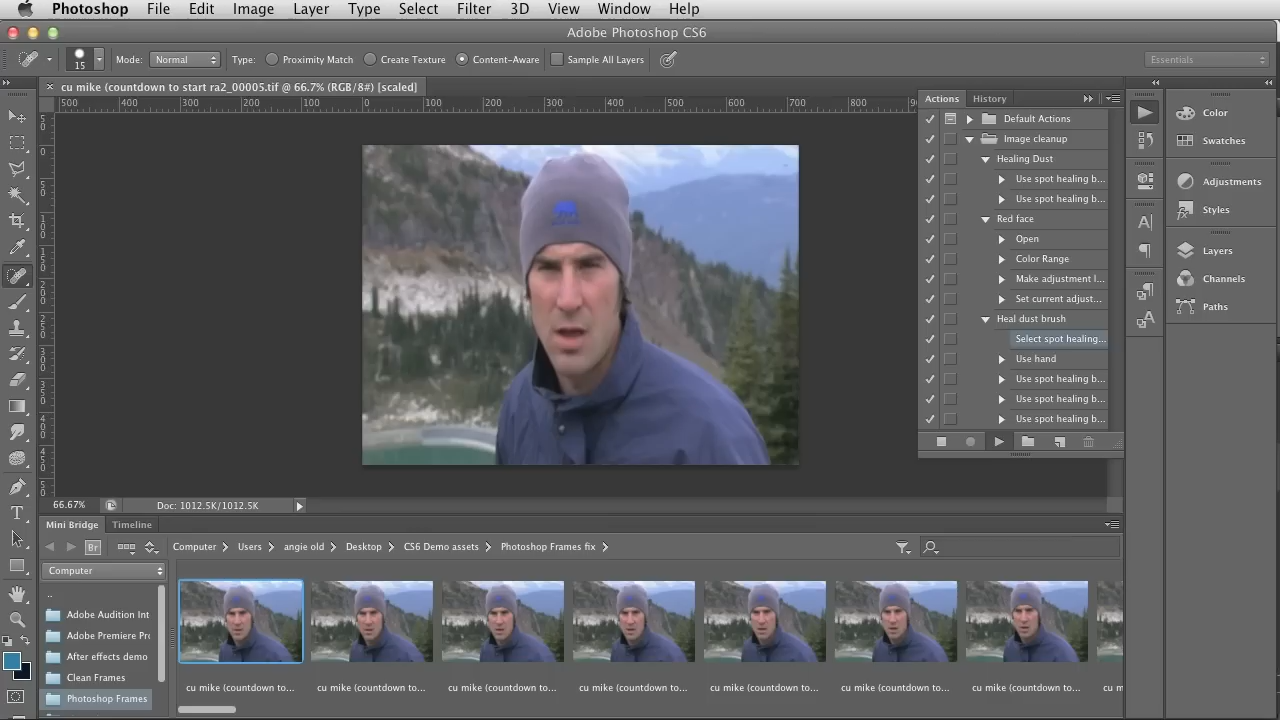 Photoshop File Edit Image Layer Type Select Filter 3D View Window Help
Adobe Photoshop CS6
15 Mode: Normal Type: Proximity Match Create Texture Content-Aware Sample All Layers Essentials
cu mike (countdown to start ra2_00005.tif @ 66.7% (RGB/8#) [scaled]
500 400 300 200 100 0 100 200 300 400 500 600 700 800
Actions History
Default Actions
Image cleanup
Healing Dust
Use spot healing b...
Use spot healing b...
Red face
Open
Color Range
Make adjustment l...
Set current adjust...
Heal dust brush
Select spot healing...
Use hand
Use spot healing b...
Use spot healing b...
Use spot healing b...
Color
Swatches
Adjustments
Styles
Layers
Channels
Paths
66.67% Doc: 1012.5K/1012.5K
Mini Bridge Timeline
Br Computer Users angie old Desktop CS6 Demo assets Photoshop Frames fix
Computer
..
Adobe Audition Int
Adobe Premiere Pro
After effects demo
Clean Frames
Photoshop Frames
cu mike (countdown to... cu mike (countdown to... cu mike (countdown to... cu mike (countdown to... cu mike (countdown to... cu mike (countdown to... cu mike (countdown to... cu m